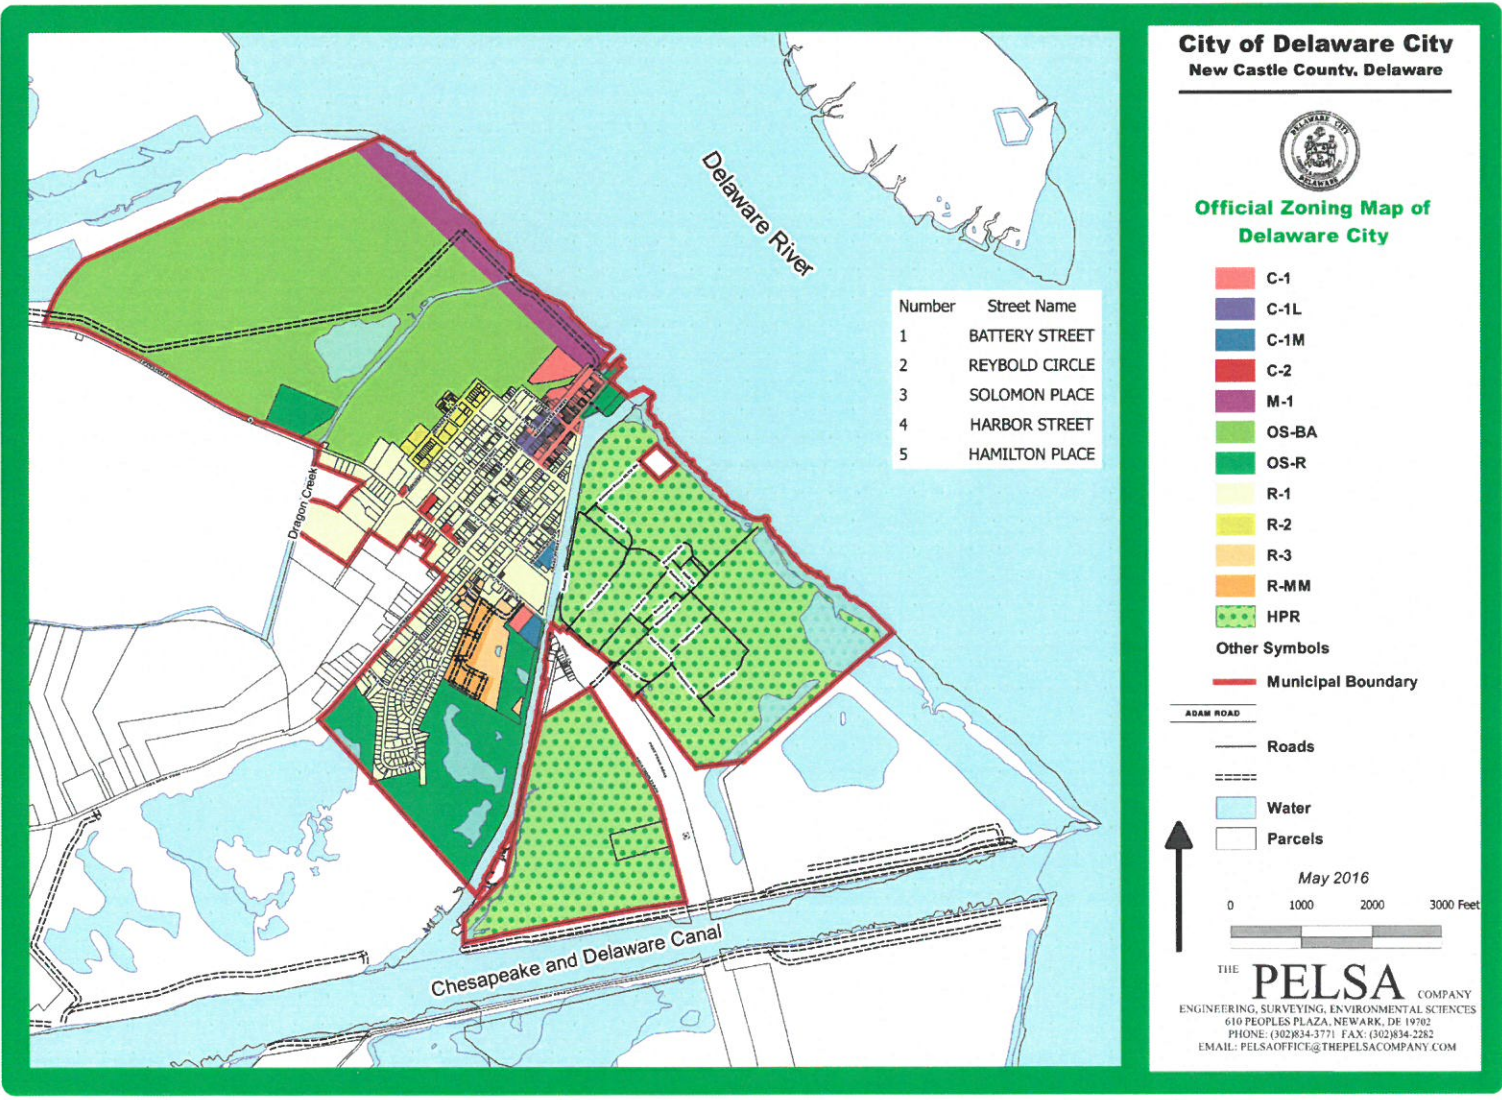 City of Delaware City
New Castle County, Delaware
DELAWARE CITY
DELAWARE
Official Zoning Map of
Delaware City
C-1
C-1L
C-1M
C-2
M-1
OS-BA
OS-R
R-1
R-2
R-3
R-MM
HPR
Other Symbols
Municipal Boundary
ADAM ROAD
Roads
Water
Parcels
May 2016
0 1000 2000 3000 Feet
THE PELSA COMPANY
ENGINEERING, SURVEYING, ENVIRONMENTAL SCIENCES
610 PEOPLES PLAZA, NEWARK, DE 19702
PHONE: (302)834-3771 FAX: (302)834-2282
EMAIL: PELSAOFFICE@THEPELSACOMPANY.COM
Delaware River
Number Street Name
1 BATTERY STREET
2 REYBOLD CIRCLE
3 SOLOMON PLACE
4 HARBOR STREET
5 HAMILTON PLACE
Dragon Creek
Chesapeake and Delaware Canal